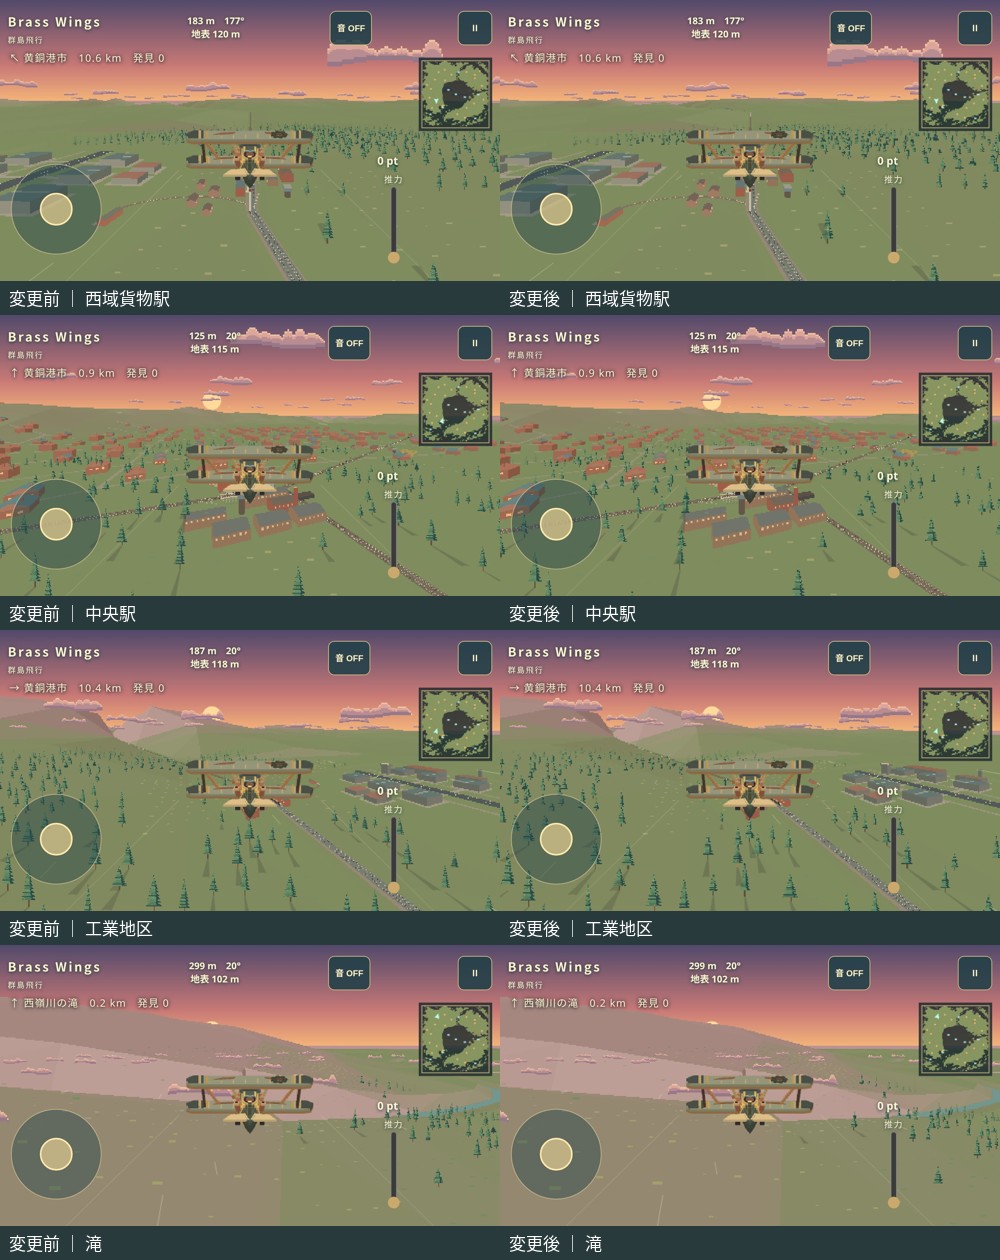 Brass Wings
群島飛行
↖ 黄銅港市 10.6 km 発見 0
183 m 177°
地表 120 m
音 OFF
II
0 pt
推力
Brass Wings
群島飛行
↖ 黄銅港市 10.6 km 発見 0
183 m 177°
地表 120 m
音 OFF
II
0 pt
推力
変更前 | 西域貨物駅
変更後 | 西域貨物駅
Brass Wings
群島飛行
↑ 黄銅港市 0.9 km 発見 0
125 m 20°
地表 115 m
音 OFF
II
0 pt
推力
Brass Wings
群島飛行
↑ 黄銅港市 0.9 km 発見 0
125 m 20°
地表 115 m
音 OFF
II
0 pt
推力
変更前 | 中央駅
変更後 | 中央駅
Brass Wings
群島飛行
→ 黄銅港市 10.4 km 発見 0
187 m 20°
地表 118 m
音 OFF
II
0 pt
推力
Brass Wings
群島飛行
→ 黄銅港市 10.4 km 発見 0
187 m 20°
地表 118 m
音 OFF
II
0 pt
推力
変更前 | 工業地区
変更後 | 工業地区
Brass Wings
群島飛行
↑ 西嶺川の滝 0.2 km 発見 0
299 m 20°
地表 102 m
音 OFF
II
0 pt
推力
Brass Wings
群島飛行
↑ 西嶺川の滝 0.2 km 発見 0
299 m 20°
地表 102 m
音 OFF
II
0 pt
推力
変更前 | 滝
変更後 | 滝